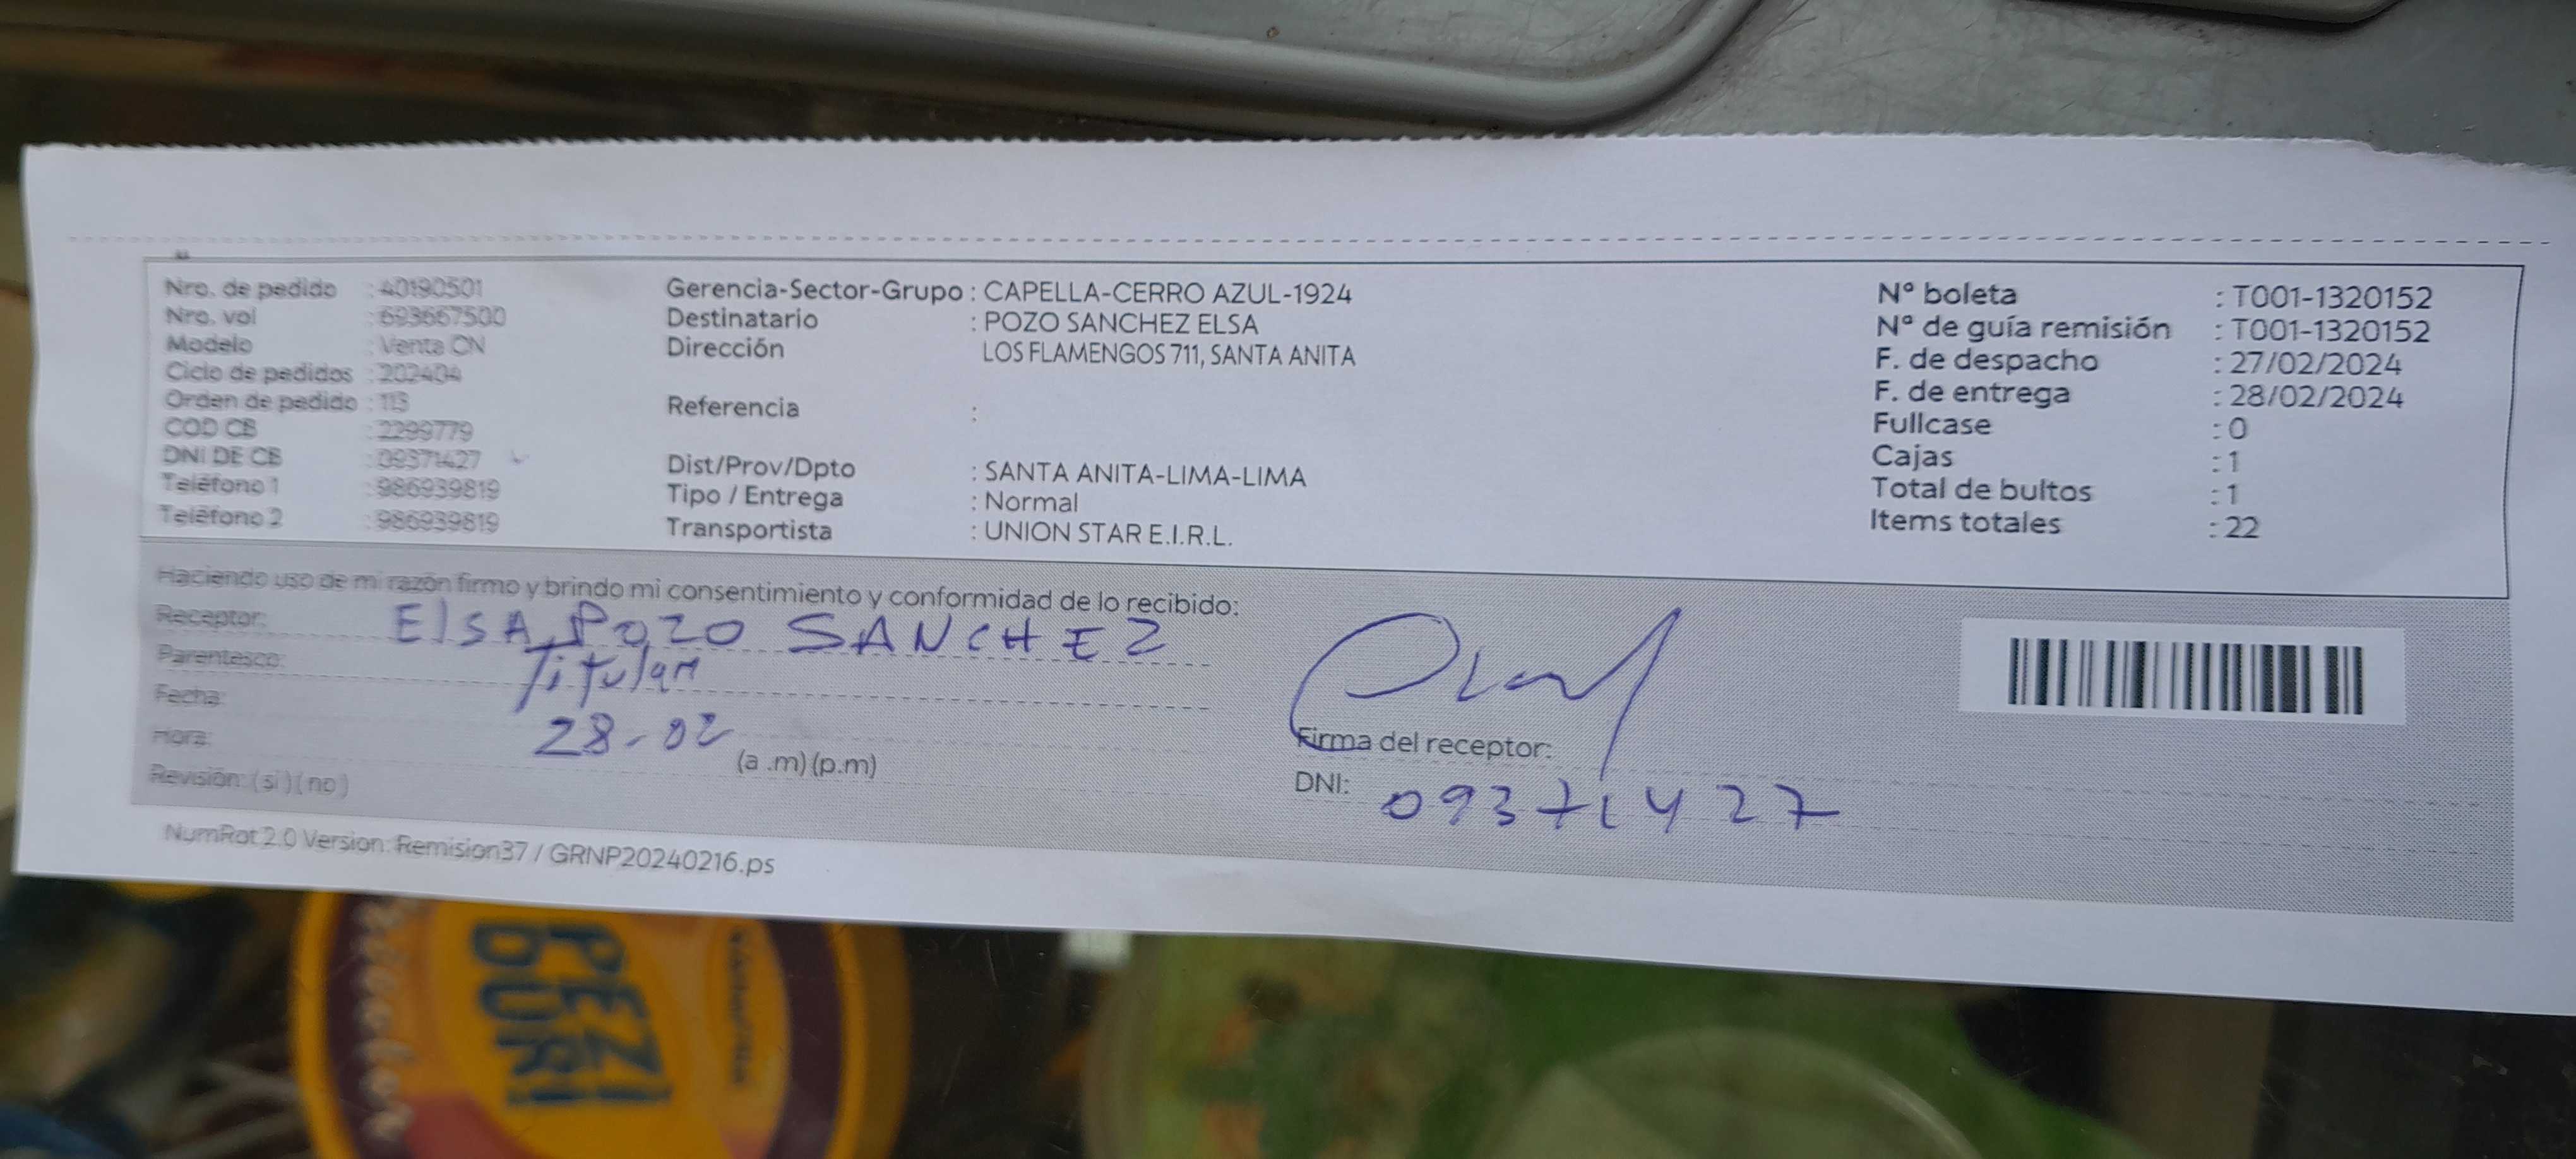 Nro. de pedido : 40190501
Nro. vol : 693667500
Modelo : Venta CN
Ciclo de pedidos : 202404
Orden de pedido : 113
COD CB : 2299779
DNI DE CB : 09371427
Teléfono 1 : 986939819
Teléfono 2 : 986939819
Gerencia-Sector-Grupo : CAPELLA-CERRO AZUL-1924
Destinatario : POZO SANCHEZ ELSA
Dirección LOS FLAMENGOS 711, SANTA ANITA
Referencia :
Dist/Prov/Dpto : SANTA ANITA-LIMA-LIMA
Tipo / Entrega : Normal
Transportista : UNION STAR E.I.R.L.
Nº boleta : T001-1320152
Nº de guía remisión : T001-1320152
F. de despacho : 27/02/2024
F. de entrega : 28/02/2024
Fullcase : 0
Cajas : 1
Total de bultos : 1
Items totales : 22
Haciendo uso de mi razón firmo y brindo mi consentimiento y conformidad de lo recibido:
Receptor: ElSA POZO SANCHEZ
Parentesco: Titular
Fecha: 28-02
Hora: (a .m) (p.m)
Revisión: ( si ) ( no )
Firma del receptor:
DNI: 09371427
NumRot 2.0 Version: Remision37 / GRNP20240216.ps
PEZI
DURI